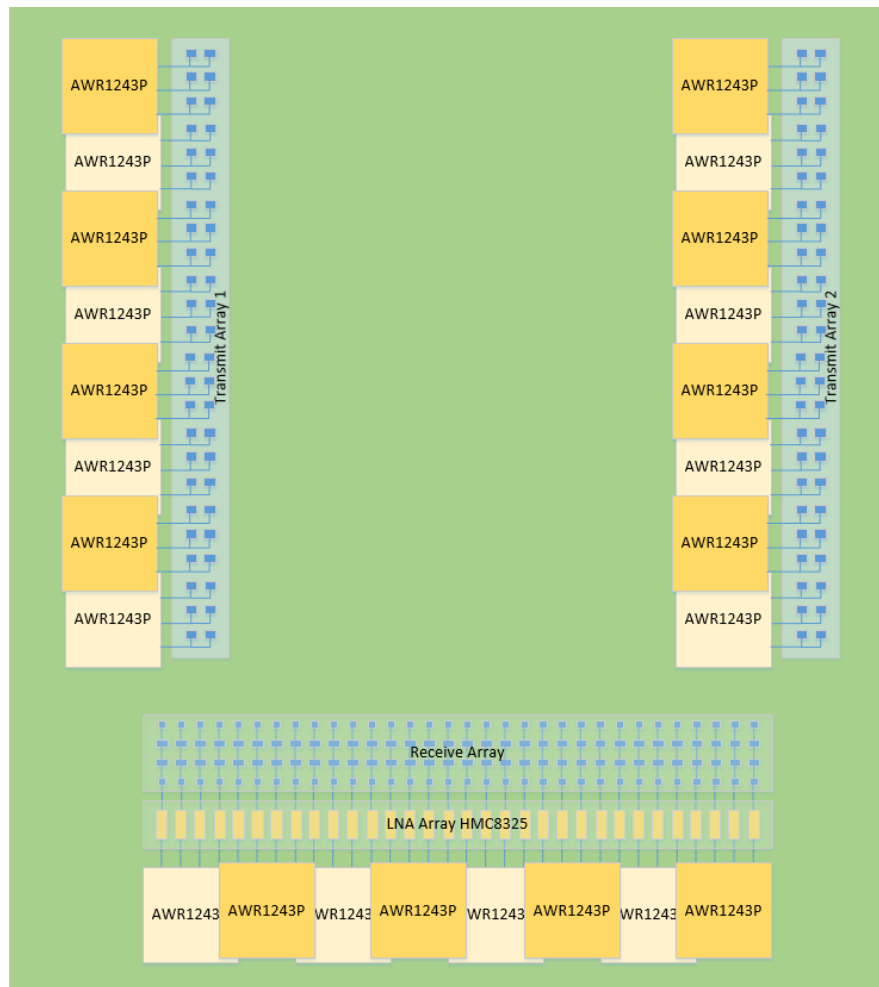 AWR1243P
AWR1243P
AWR1243P
AWR1243P
AWR1243P
AWR1243P
AWR1243P
AWR1243P
Transmit Array 1
AWR1243P
AWR1243P
AWR1243P
AWR1243P
AWR1243P
AWR1243P
AWR1243P
AWR1243P
Transmit Array 2
Receive Array
LNA Array HMC8325
AWR1243 AWR1243P WR1243 AWR1243P WR1243 AWR1243P WR1243 AWR1243P